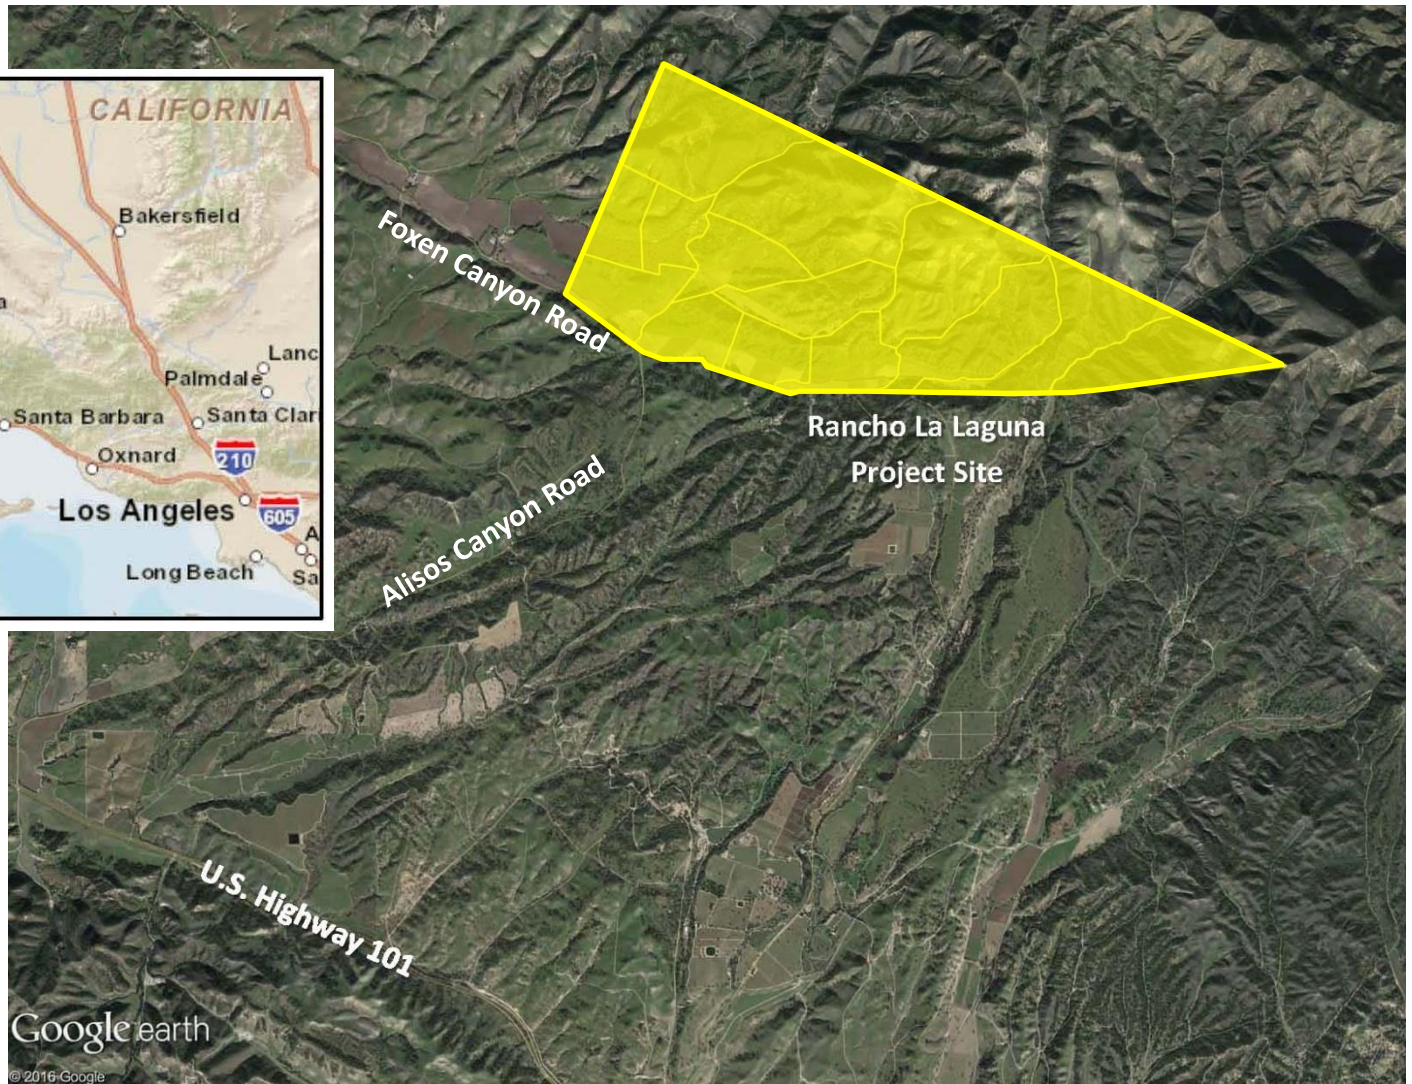 CALIFORNIA
Bakersfield
a
Lanc
Palmdale
Santa Barbara
Santa Clari
Oxnard
210
Los Angeles
605
A
Long Beach
Sa
Foxen Canyon Road
Rancho La Laguna
Project Site
Alisos Canyon Road
U.S. Highway 101
Google earth
© 2016 Google